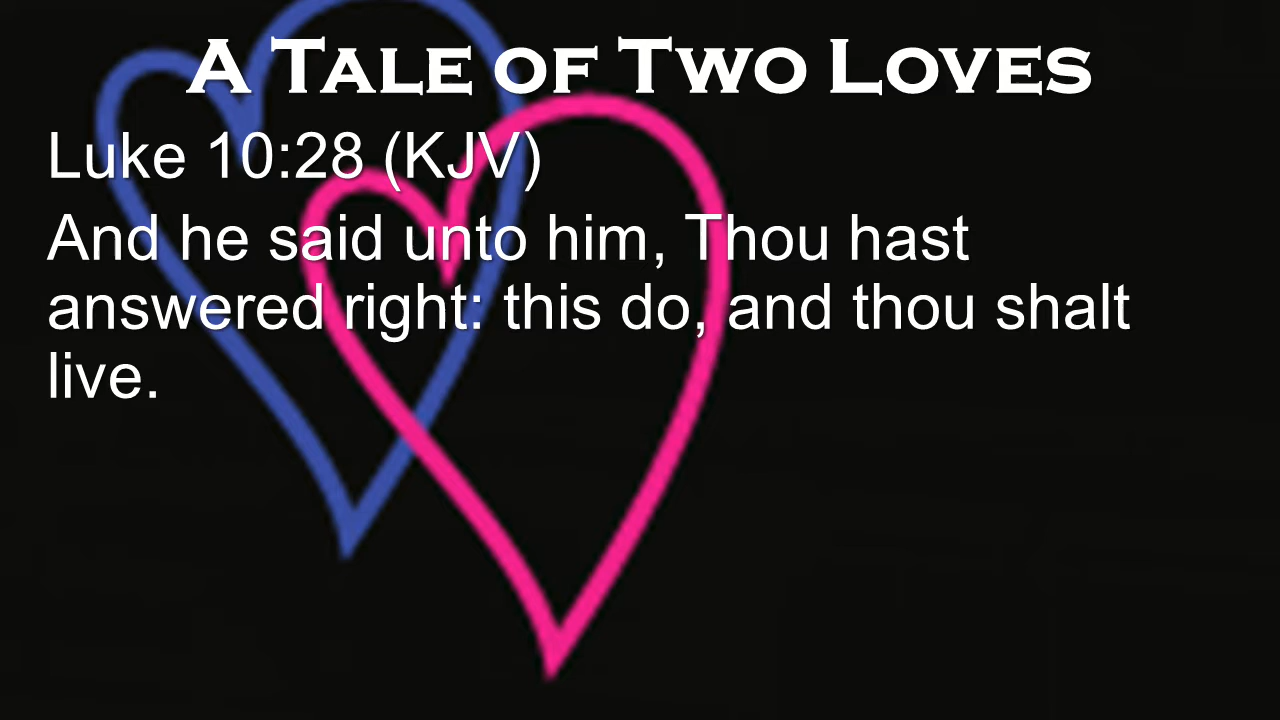 A Tale of Two Loves
Luke 10:28 (KJV)
And he said unto him, Thou hast
answered right: this do, and thou shalt
live.